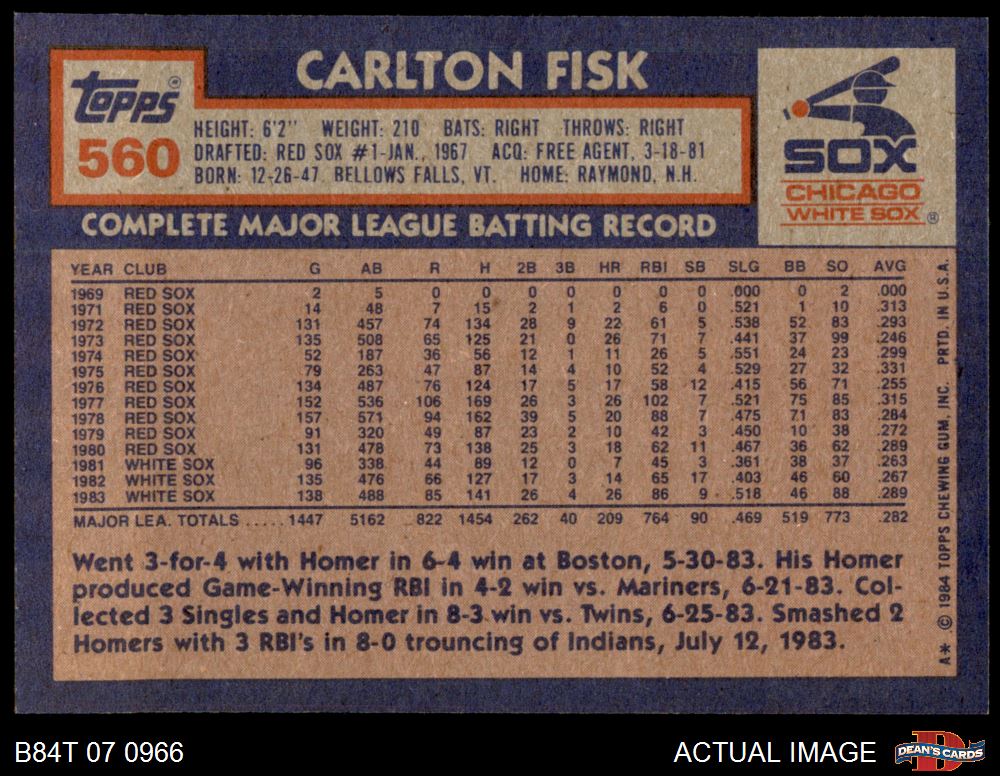 CARLTON FISK
Topps®
560
HEIGHT: 6'2" WEIGHT: 210 BATS: RIGHT THROWS: RIGHT
DRAFTED: RED SOX #1-JAN., 1967 ACQ: FREE AGENT, 3-18-81
BORN: 12-26-47, BELLOWS FALLS, VT. HOME: RAYMOND, N.H.
SOX
CHICAGO
WHITE SOX ®
COMPLETE MAJOR LEAGUE BATTING RECORD
YEAR CLUB G AB R H 2B 3B HR RBI SB SLG BB SO AVG
1969 RED SOX 2 5 0 0 0 0 0 0 0 .000 0 2 .000
1971 RED SOX 14 48 7 15 2 1 2 6 0 .521 1 10 .313
1972 RED SOX 131 457 74 134 28 9 22 61 5 .538 52 83 .293
1973 RED SOX 135 508 65 125 21 0 26 71 7 .441 37 99 .246
1974 RED SOX 52 187 36 56 12 1 11 26 5 .551 24 23 .299
1975 RED SOX 79 263 47 87 14 4 10 52 4 .529 27 32 .331
1976 RED SOX 134 487 76 124 17 5 17 58 12 .415 56 71 .255
1977 RED SOX 152 536 106 169 26 3 26 102 7 .521 75 85 .315
1978 RED SOX 157 571 94 162 39 5 20 88 7 .475 71 83 .284
1979 RED SOX 91 320 49 87 23 2 10 42 3 .450 10 38 .272
1980 RED SOX 131 478 73 138 25 3 18 62 11 .467 36 62 .289
1981 WHITE SOX 96 338 44 89 12 0 7 45 3 .361 38 37 .263
1982 WHITE SOX 135 476 66 127 17 3 14 65 17 .403 46 60 .267
1983 WHITE SOX 138 488 85 141 26 4 26 86 9 .518 46 88 .289
MAJOR LEA. TOTALS ..... 1447 5162 822 1454 262 40 209 764 90 .469 519 773 .282
Went 3-for-4 with Homer in 6-4 win at Boston, 5-30-83. His Homer
produced Game-Winning RBI in 4-2 win vs. Mariners, 6-21-83. Col-
lected 3 Singles and Homer in 8-3 win vs. Twins, 6-25-83. Smashed 2
Homers with 3 RBI's in 8-0 trouncing of Indians, July 12, 1983.
A* © 1984 TOPPS CHEWING GUM, INC. PRTD. IN U.S.A.
B84T 07 0966
ACTUAL IMAGE
DEAN'S CARDS